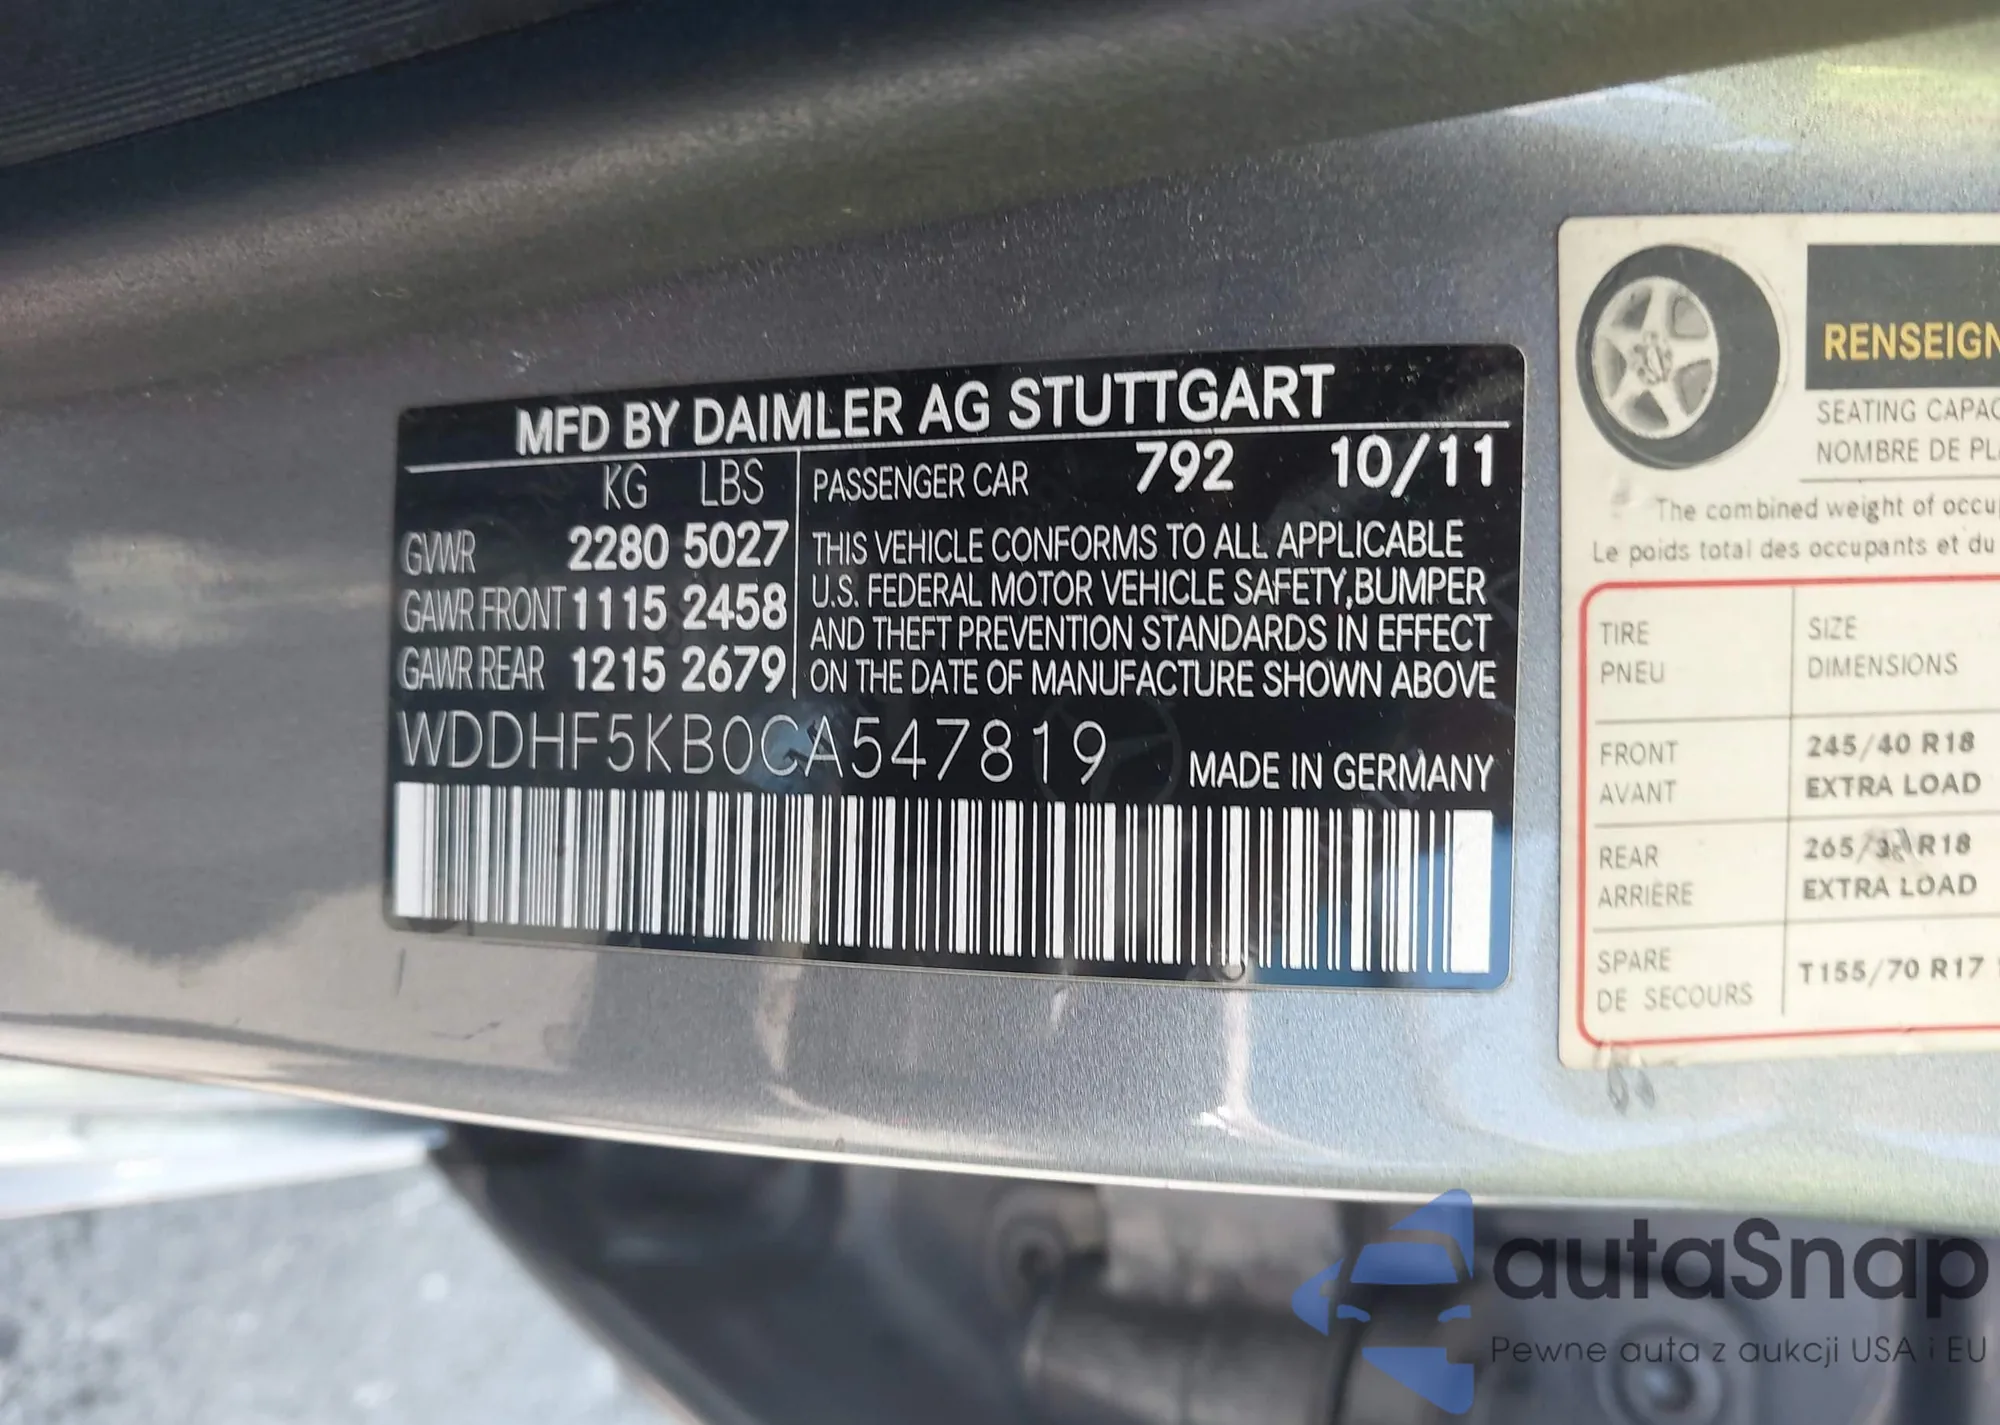 MFD BY DAIMLER AG STUTTGART
KG LBS
GVWR 2280 5027
GAWR FRONT 1115 2458
GAWR REAR 1215 2679
PASSENGER CAR 792 10/11
THIS VEHICLE CONFORMS TO ALL APPLICABLE
U.S. FEDERAL MOTOR VEHICLE SAFETY,BUMPER
AND THEFT PREVENTION STANDARDS IN EFFECT
ON THE DATE OF MANUFACTURE SHOWN ABOVE
WDDHF5KB0CA547819
MADE IN GERMANY
RENSEIGN
SEATING CAPAC
NOMBRE DE PL
The combined weight of occu
Le poids total des occupants et du
TIRE SIZE
PNEU DIMENSIONS
FRONT 245/40 R18
AVANT EXTRA LOAD
REAR R18
ARRIÈRE EXTRA LOAD
SPARE T155/70 R17
DE SECOURS
autaSnap
Pewne auta z aukcji USA i EU